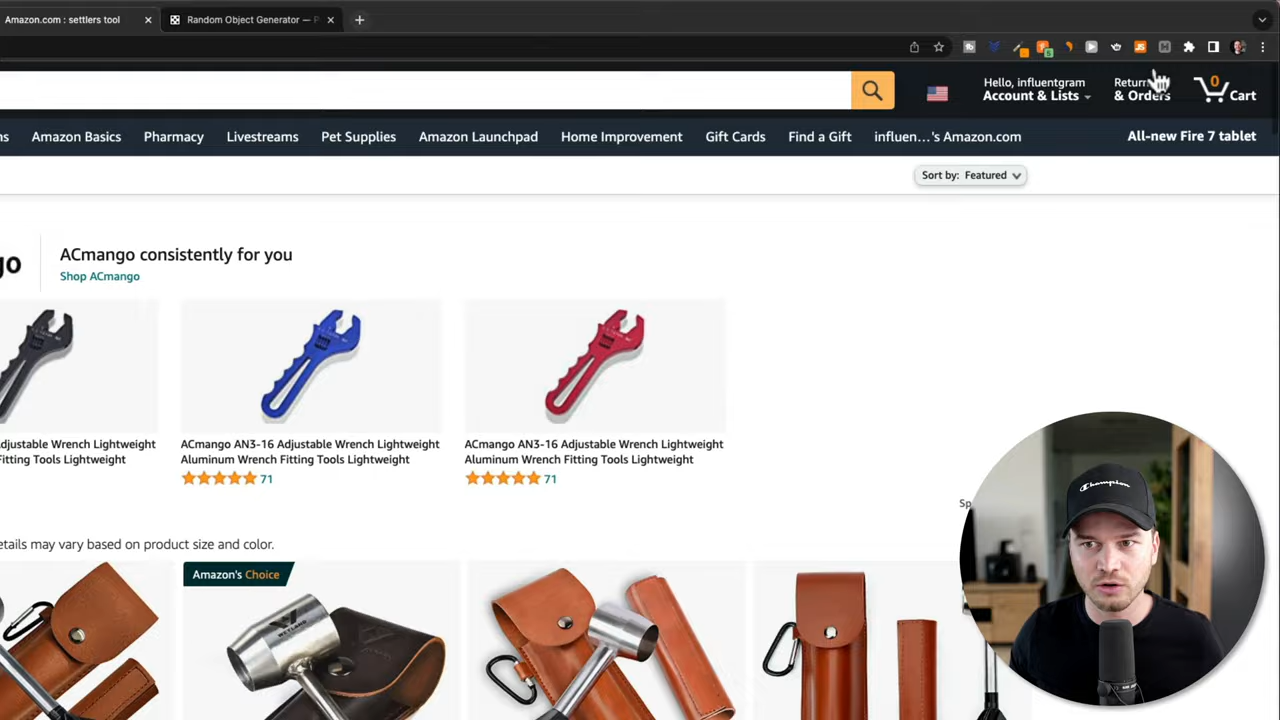 Amazon.com : settlers tool
Random Object Generator —
Hello, influentgram
Account & Lists
Return
& Orders
0
Cart
Amazon Basics
Pharmacy
Livestreams
Pet Supplies
Amazon Launchpad
Home Improvement
Gift Cards
Find a Gift
influen...'s Amazon.com
All-new Fire 7 tablet
Sort by: Featured
go
ACmango consistently for you
Shop ACmango
djustable Wrench Lightweight
Fitting Tools Lightweight
ACmango AN3-16 Adjustable Wrench Lightweight
Aluminum Wrench Fitting Tools Lightweight
71
ACmango AN3-16 Adjustable Wrench Lightweight
Aluminum Wrench Fitting Tools Lightweight
71
Sp
etails may vary based on product size and color.
Amazon's Choice
WETLAND
Champion